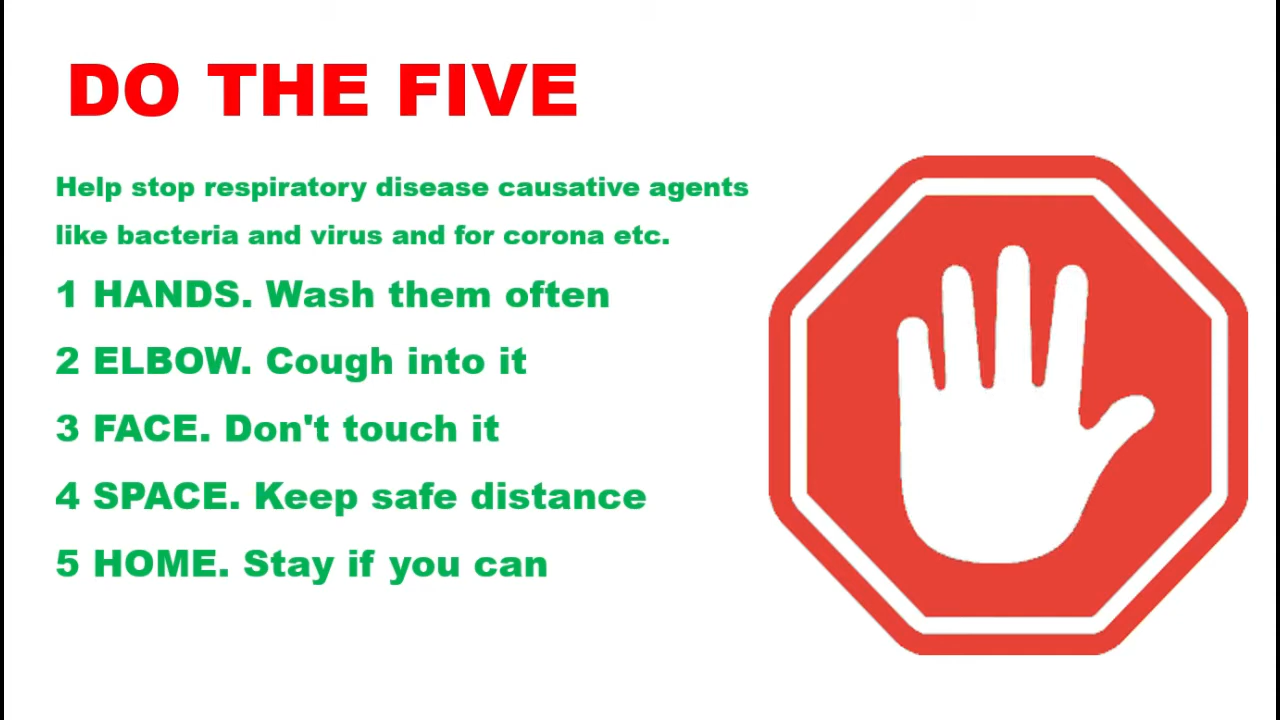 DO THE FIVE
Help stop respiratory disease causative agents
like bacteria and virus and for corona etc.
1 HANDS. Wash them often
2 ELBOW. Cough into it
3 FACE. Don't touch it
4 SPACE. Keep safe distance
5 HOME. Stay if you can